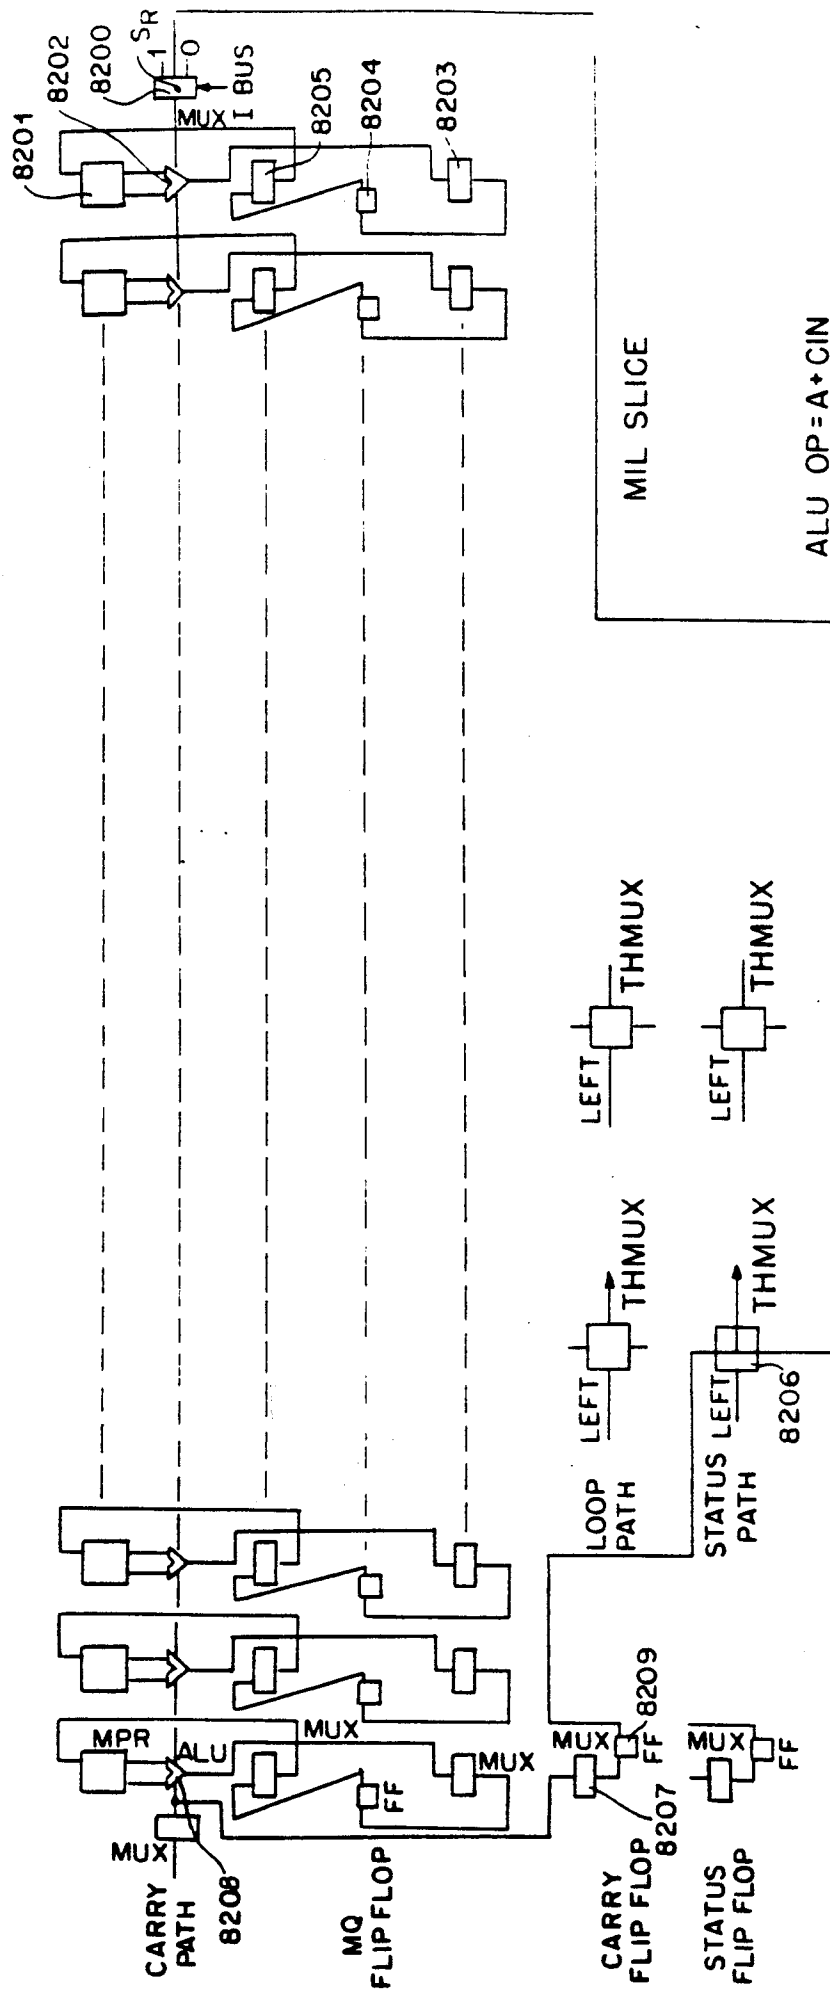 8201
8202
8200
SR
1
0
MUX
I BUS
8205
8204
8203
MIL SLICE
ALU OP = A+CIN
LEFT
THMUX
LEFT
THMUX
LEFT
THMUX
LEFT
THMUX
8206
LOOP
PATH
STATUS
PATH
MPR
ALU
MUX
MUX
FF
MUX
8208
CARRY
PATH
MQ
FLIP FLOP
MUX
8209
FF
8207
CARRY
FLIP FLOP
MUX
FF
STATUS
FLIP FLOP